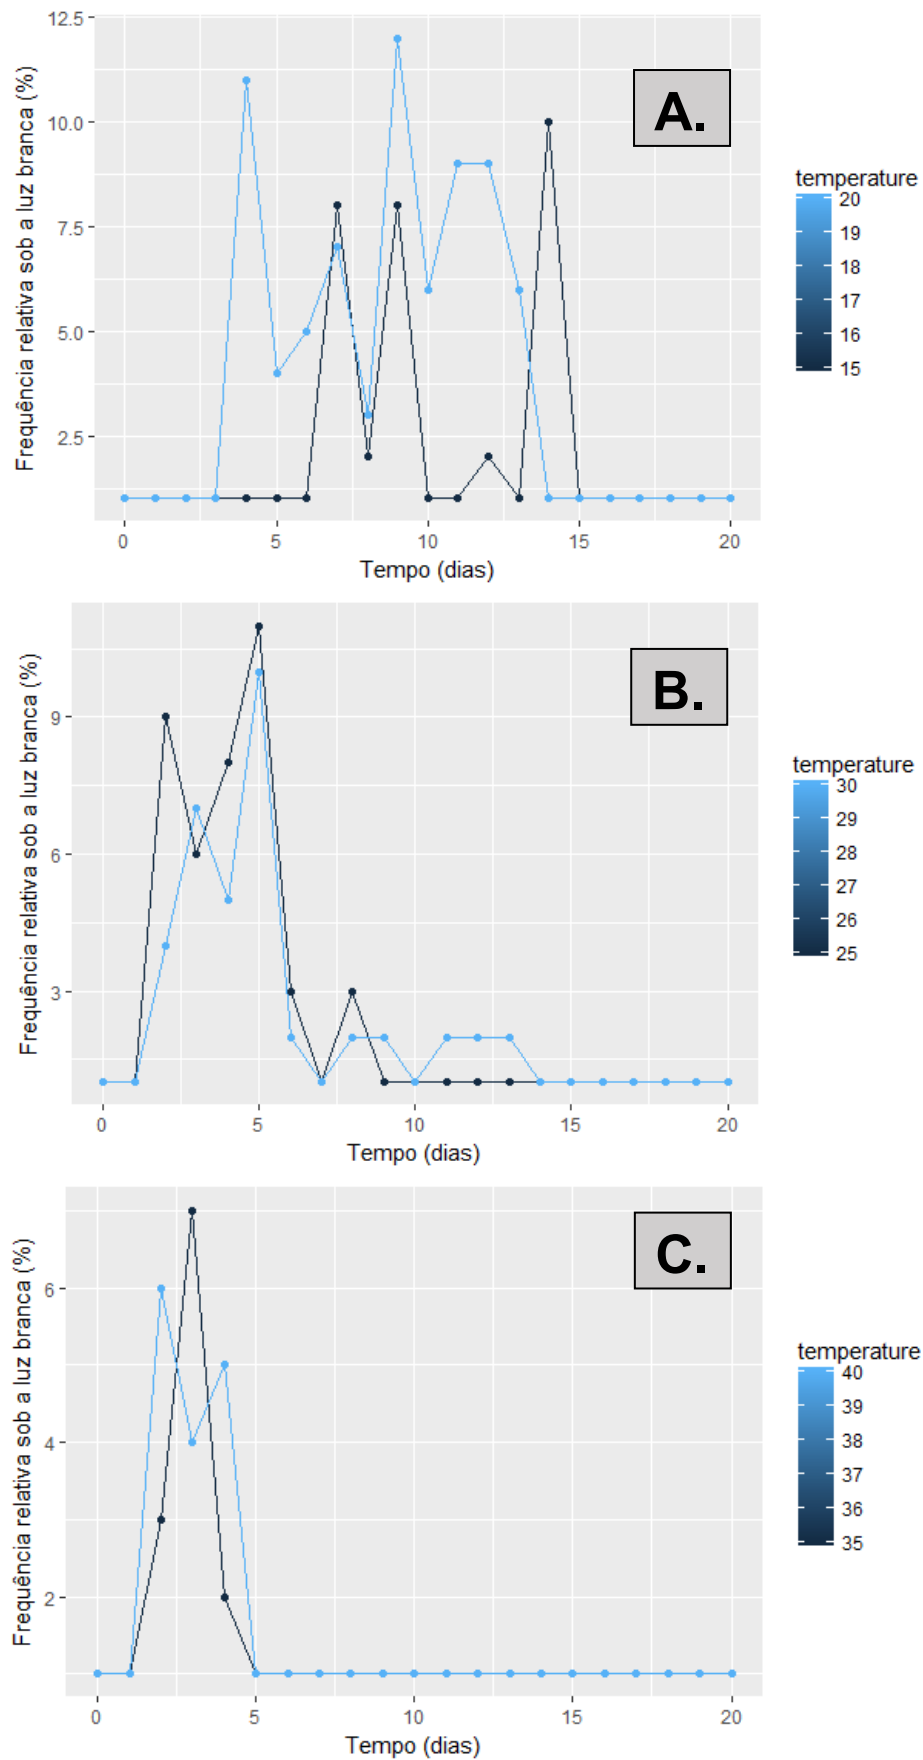 12.5
10.0
7.5
5.0
2.5
Frequência relativa sob a luz branca (%)
A.
0 5 10 15 20
Tempo (dias)
temperature
20
19
18
17
16
15
9
6
3
Frequência relativa sob a luz branca (%)
B.
0 5 10 15 20
Tempo (dias)
temperature
30
29
28
27
26
25
6
4
2
Frequência relativa sob a luz branca (%)
C.
0 5 10 15 20
Tempo (dias)
temperature
40
39
38
37
36
35